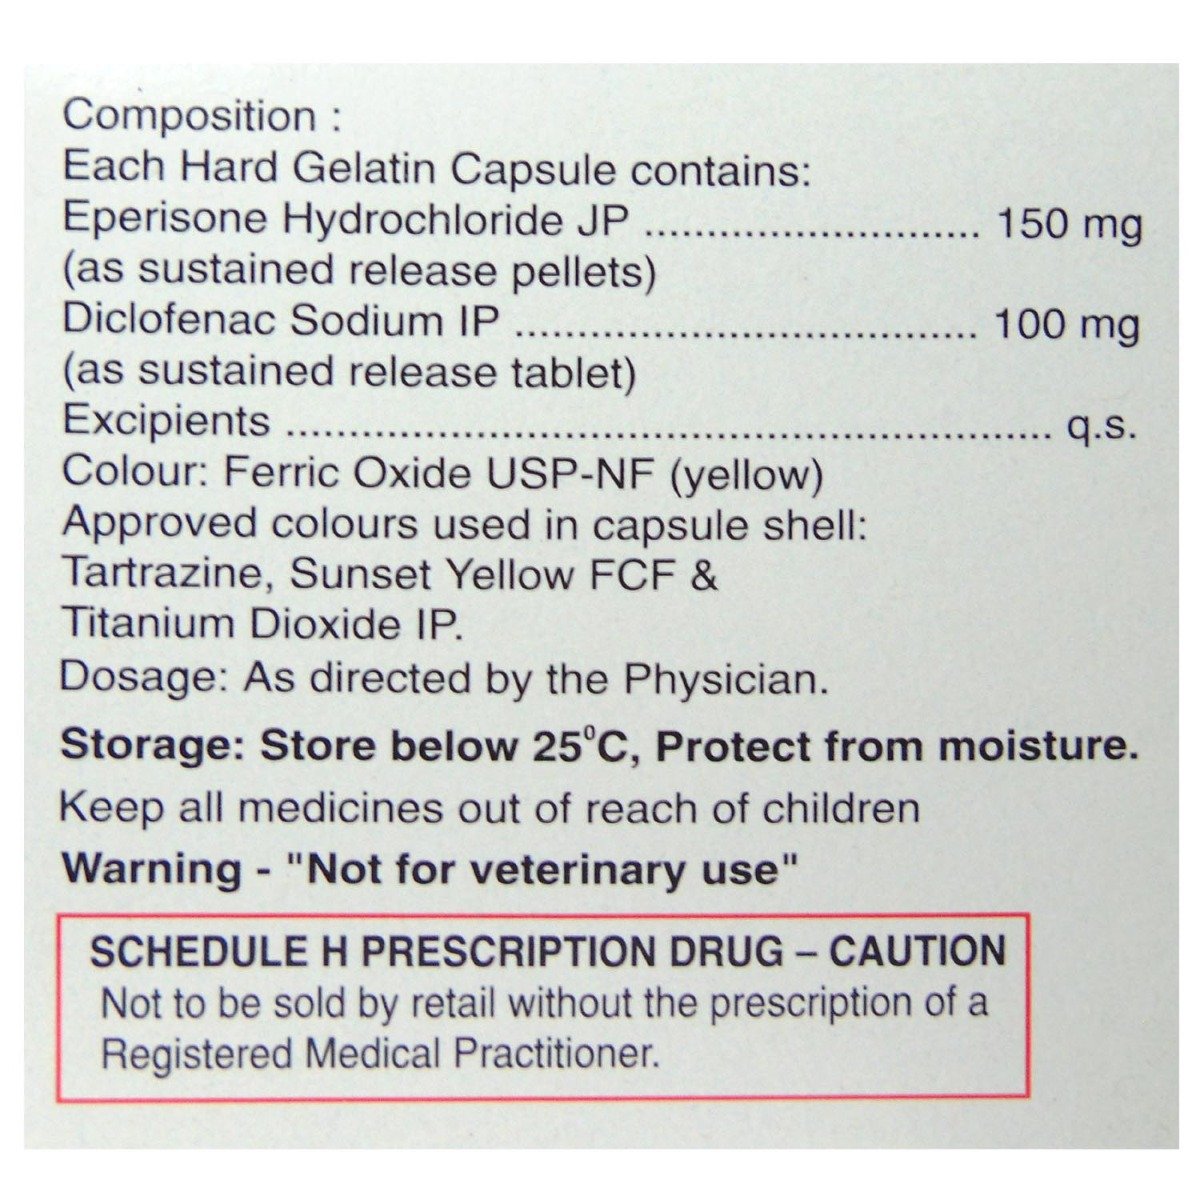 Composition :
Each Hard Gelatin Capsule contains:
Eperisone Hydrochloride JP ........................... 150 mg
(as sustained release pellets)
Diclofenac Sodium IP ..................................... 100 mg
(as sustained release tablet)
Excipients ............................................................. q.s.
Colour: Ferric Oxide USP-NF (yellow)
Approved colours used in capsule shell:
Tartrazine, Sunset Yellow FCF &
Titanium Dioxide IP.
Dosage: As directed by the Physician.
Storage: Store below 25⁰C, Protect from moisture.
Keep all medicines out of reach of children
Warning - "Not for veterinary use"
SCHEDULE H PRESCRIPTION DRUG – CAUTION
Not to be sold by retail without the prescription of a
Registered Medical Practitioner.